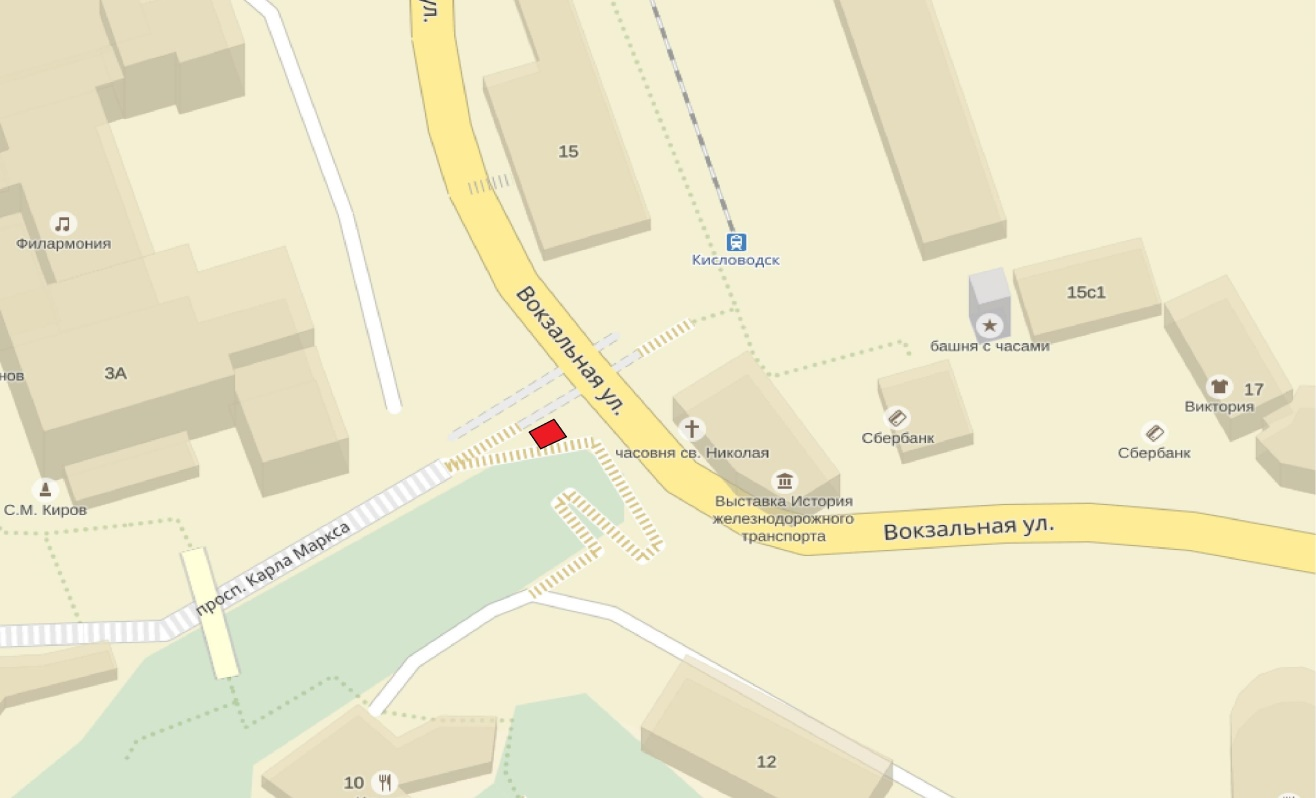 ул.
15
Филармония
Кисловодск
Вокзальная ул.
15с1
башня с часами
3А
нов
17
Виктория
Сбербанк
часовня св. Николая
Сбербанк
Выставка История
железнодорожного
транспорта
С.М. Киров
Вокзальная ул.
просп. Карла Маркса
12
10